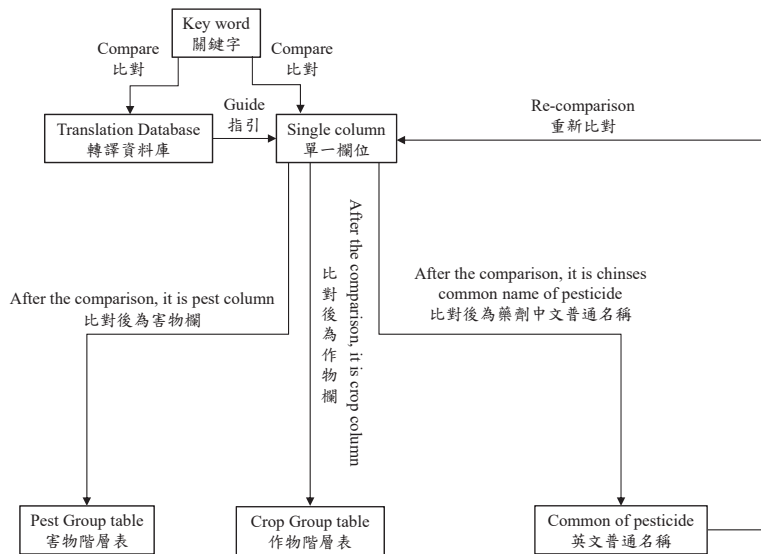 Key word
關鍵字
Compare
比對
Compare
比對
Guide
指引
Re-comparison
重新比對
Translation Database
轉譯資料庫
Single column
單一欄位
After the comparison, it is pest column
比對後為害物欄
After the comparison, it is crop column
比對後為作物欄
After the comparison, it is chinses
common name of pesticide
比對後為藥劑中文普通名稱
Pest Group table
害物階層表
Crop Group table
作物階層表
Common of pesticide
英文普通名稱